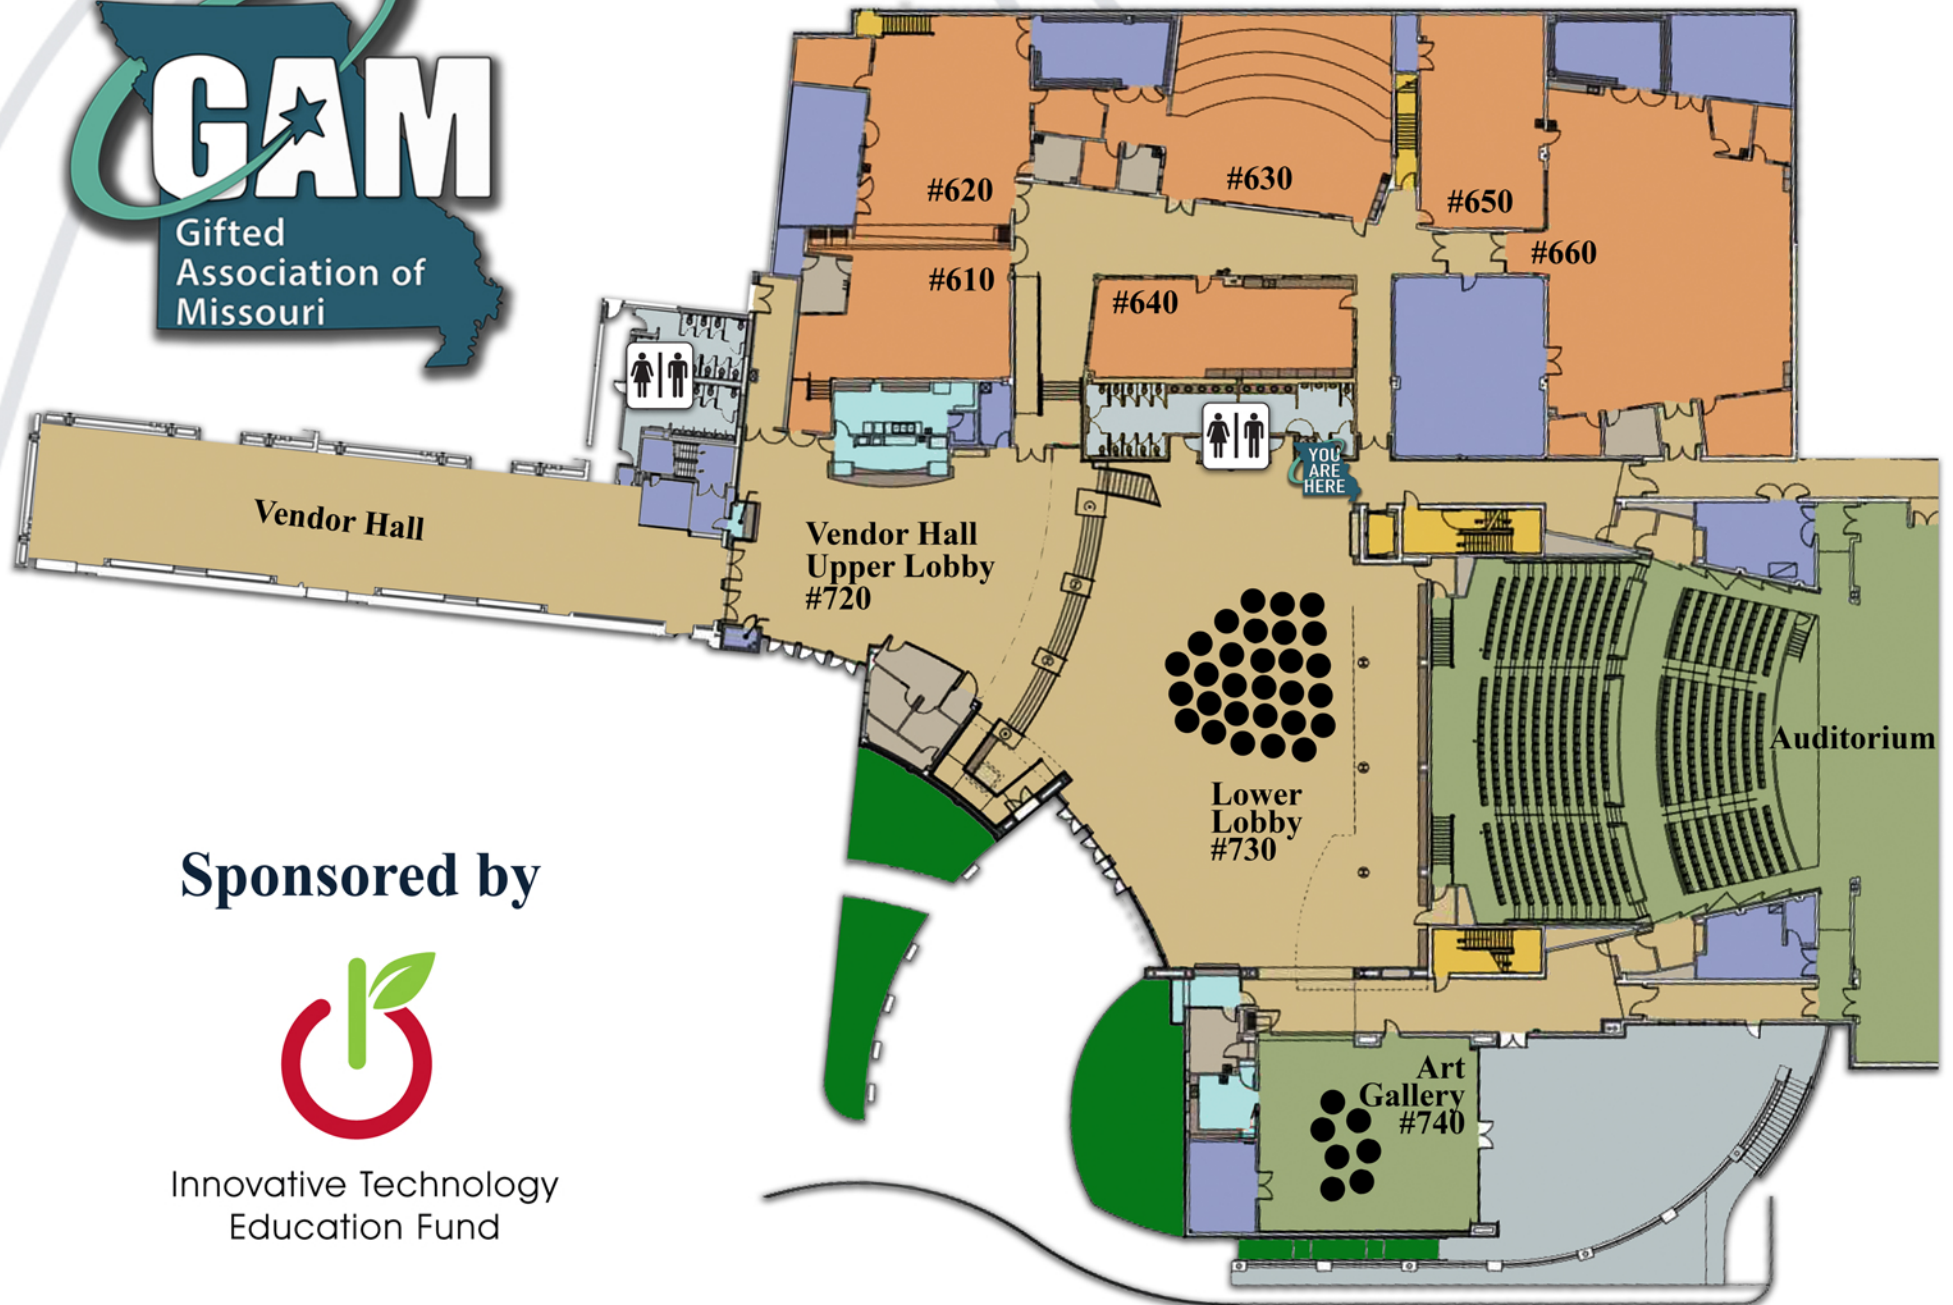 GAM
Gifted
Association of
Missouri
#620
#630
#650
#660
#610
#640
YOU
ARE
HERE
Vendor Hall
Vendor Hall
Upper Lobby
#720
Auditorium
Lower
Lobby
#730
Art
Gallery
#740
Sponsored by
Innovative Technology
Education Fund